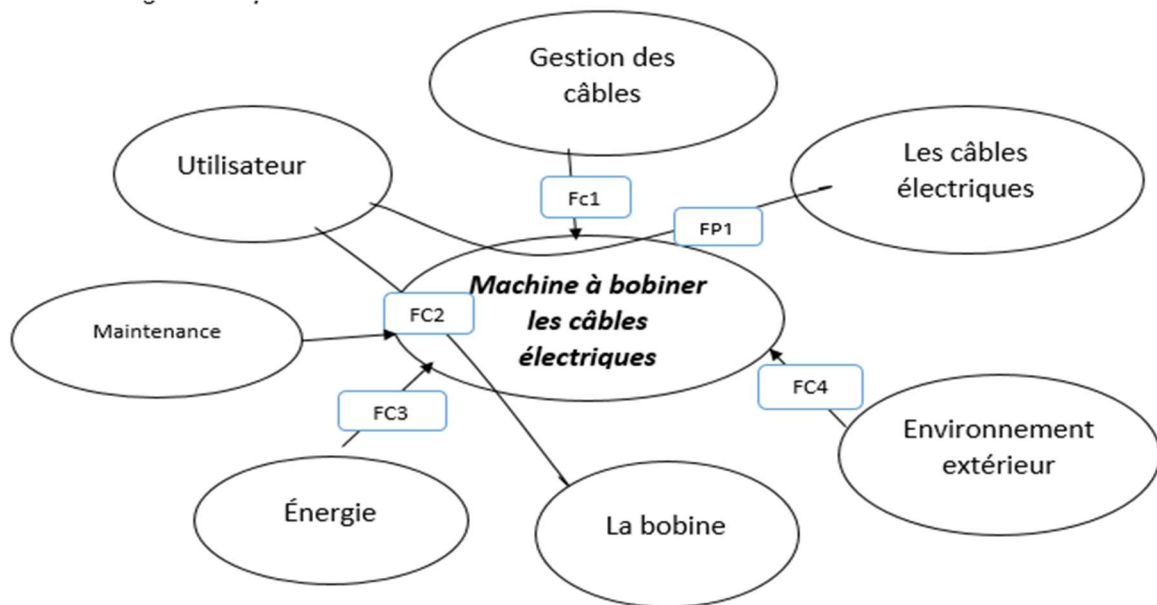 Gestion des
câbles
Utilisateur
Les câbles
électriques
Fc1
FP1
Machine à bobiner
les câbles
électriques
FC2
Maintenance
FC4
FC3
Environnement
extérieur
Énergie
La bobine